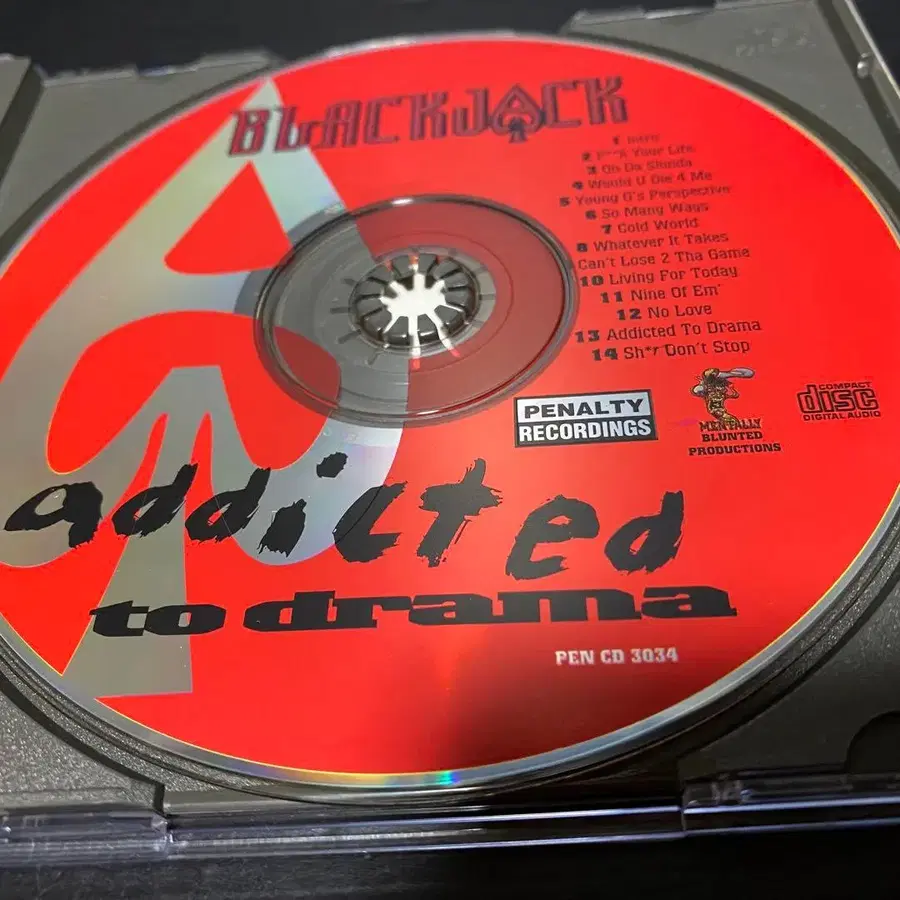 BLACKJACK
1 Intro
2 F**k Your Life
3 On Da Shinda
4 Would U Die 4 Me
5 Young G's Perspective
6 So Many Ways
7 Cold World
8 Whatever It Takes
Can't Lose 2 Tha Game
10 Living For Today
11 Nine Of Em'
12 No Love
13 Addicted To Drama
14 Sh*t Don't Stop
PENALTY
RECORDINGS
MENTALLY
BLUNTED
PRODUCTIONS
COMPACT
disc
DIGITAL AUDIO
addicted
to drama
PEN CD 3034